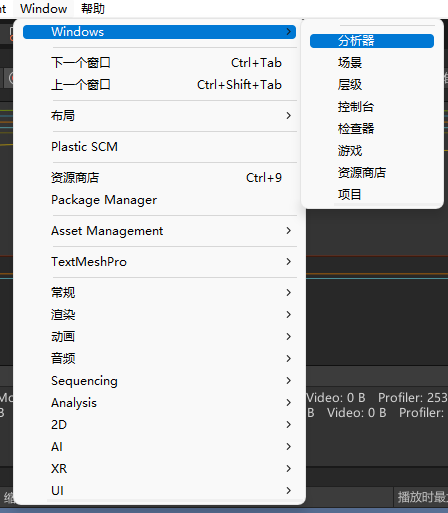 Window 帮助
Windows
下一个窗口 Ctrl+Tab
上一个窗口 Ctrl+Shift+Tab
布局
Plastic SCM
资源商店 Ctrl+9
Package Manager
Asset Management
TextMeshPro
常规
渲染
动画
音频
Sequencing
Analysis
2D
AI
XR
UI
分析器
场景
层级
控制台
检查器
游戏
资源商店
项目
Video: 0 B Profiler: 253
B Video: 0 B Profiler:
播放时最